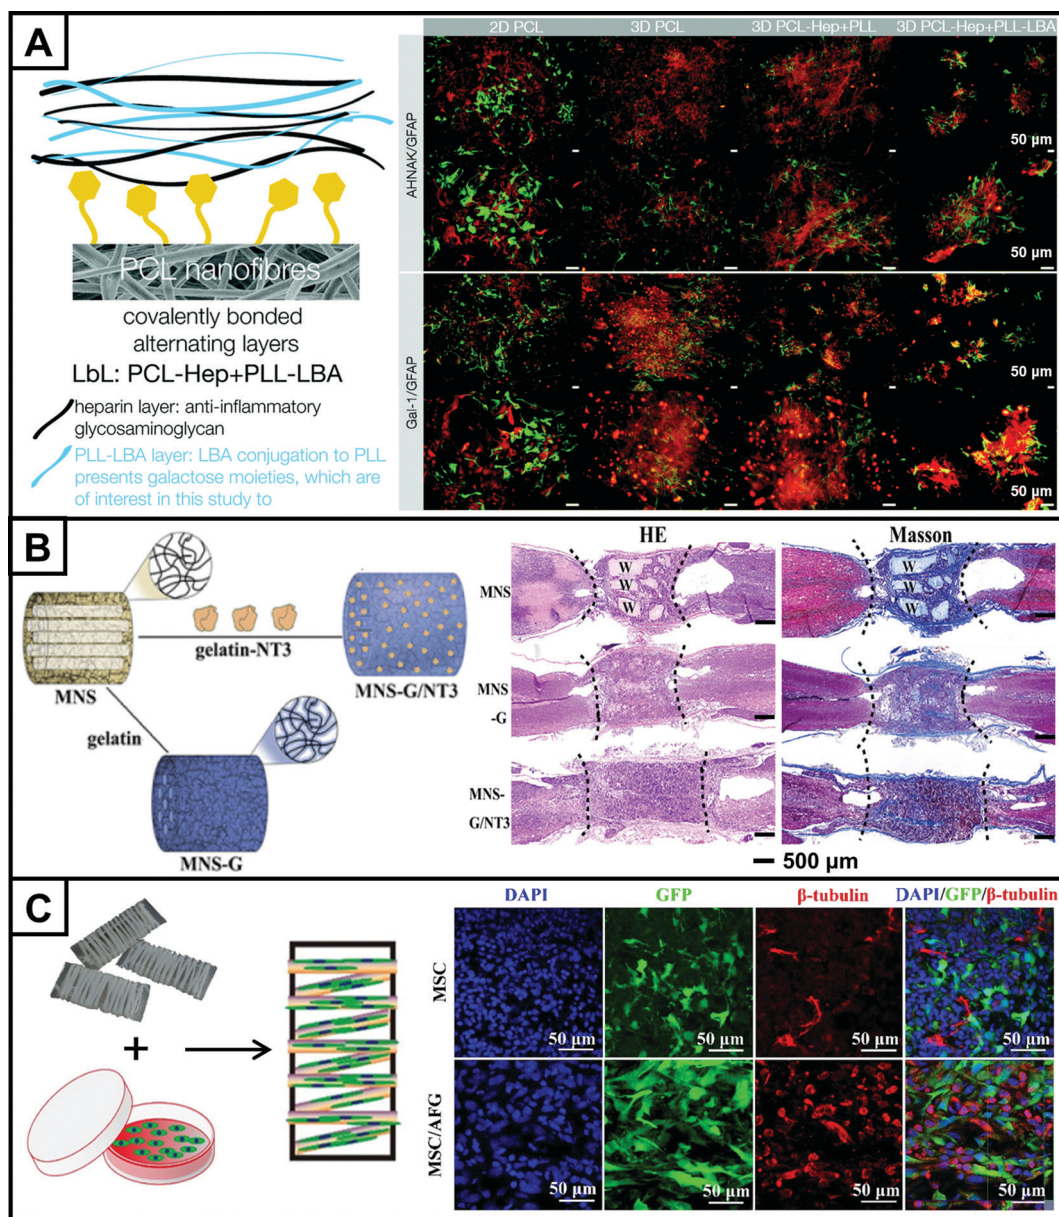 A
PCL nanofibres
covalently bonded
alternating layers
LbL: PCL-Hep+PLL-LBA
heparin layer: anti-inflammatory
glycosaminoglycan
PLL-LBA layer: LBA conjugation to PLL
presents galactose moieties, which are
of interest in this study to
2D PCL
3D PCL
3D PCL-Hep+PLL
3D PCL-Hep+PLL-LBA
AHNAK/GFAP
50 µm
50 µm
Gal-1/GFAP
50 µm
50 µm
B
MNS
gelatin-NT3
MNS-G/NT3
gelatin
MNS-G
HE
Masson
MNS
W
W
W
W
W
W
MNS
-G
MNS-
G/NT3
500 µm
C
DAPI
GFP
β-tubulin
DAPI/GFP/β-tubulin
MSC
50 µm
50 µm
50 µm
50 µm
MSC/AFG
50 µm
50 µm
50 µm
50 µm